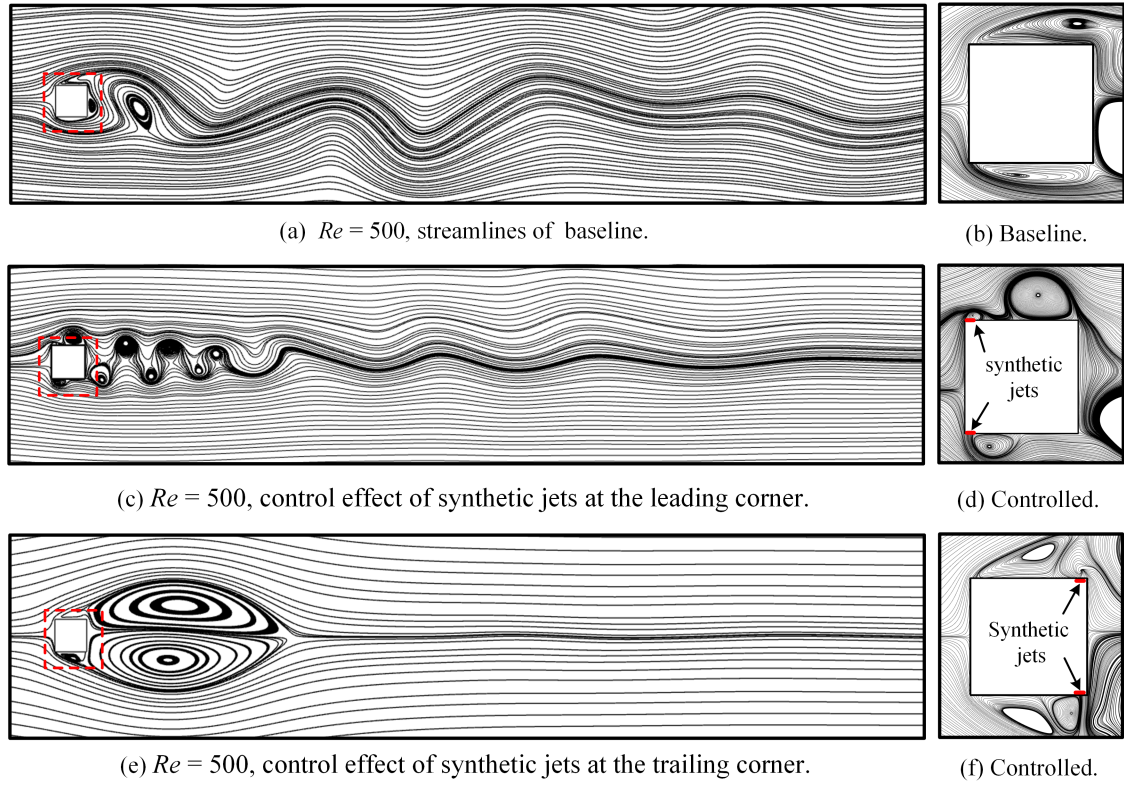 (a) Re = 500, streamlines of baseline.
(b) Baseline.
synthetic
jets
(c) Re = 500, control effect of synthetic jets at the leading corner.
(d) Controlled.
Synthetic
jets
(e) Re = 500, control effect of synthetic jets at the trailing corner.
(f) Controlled.